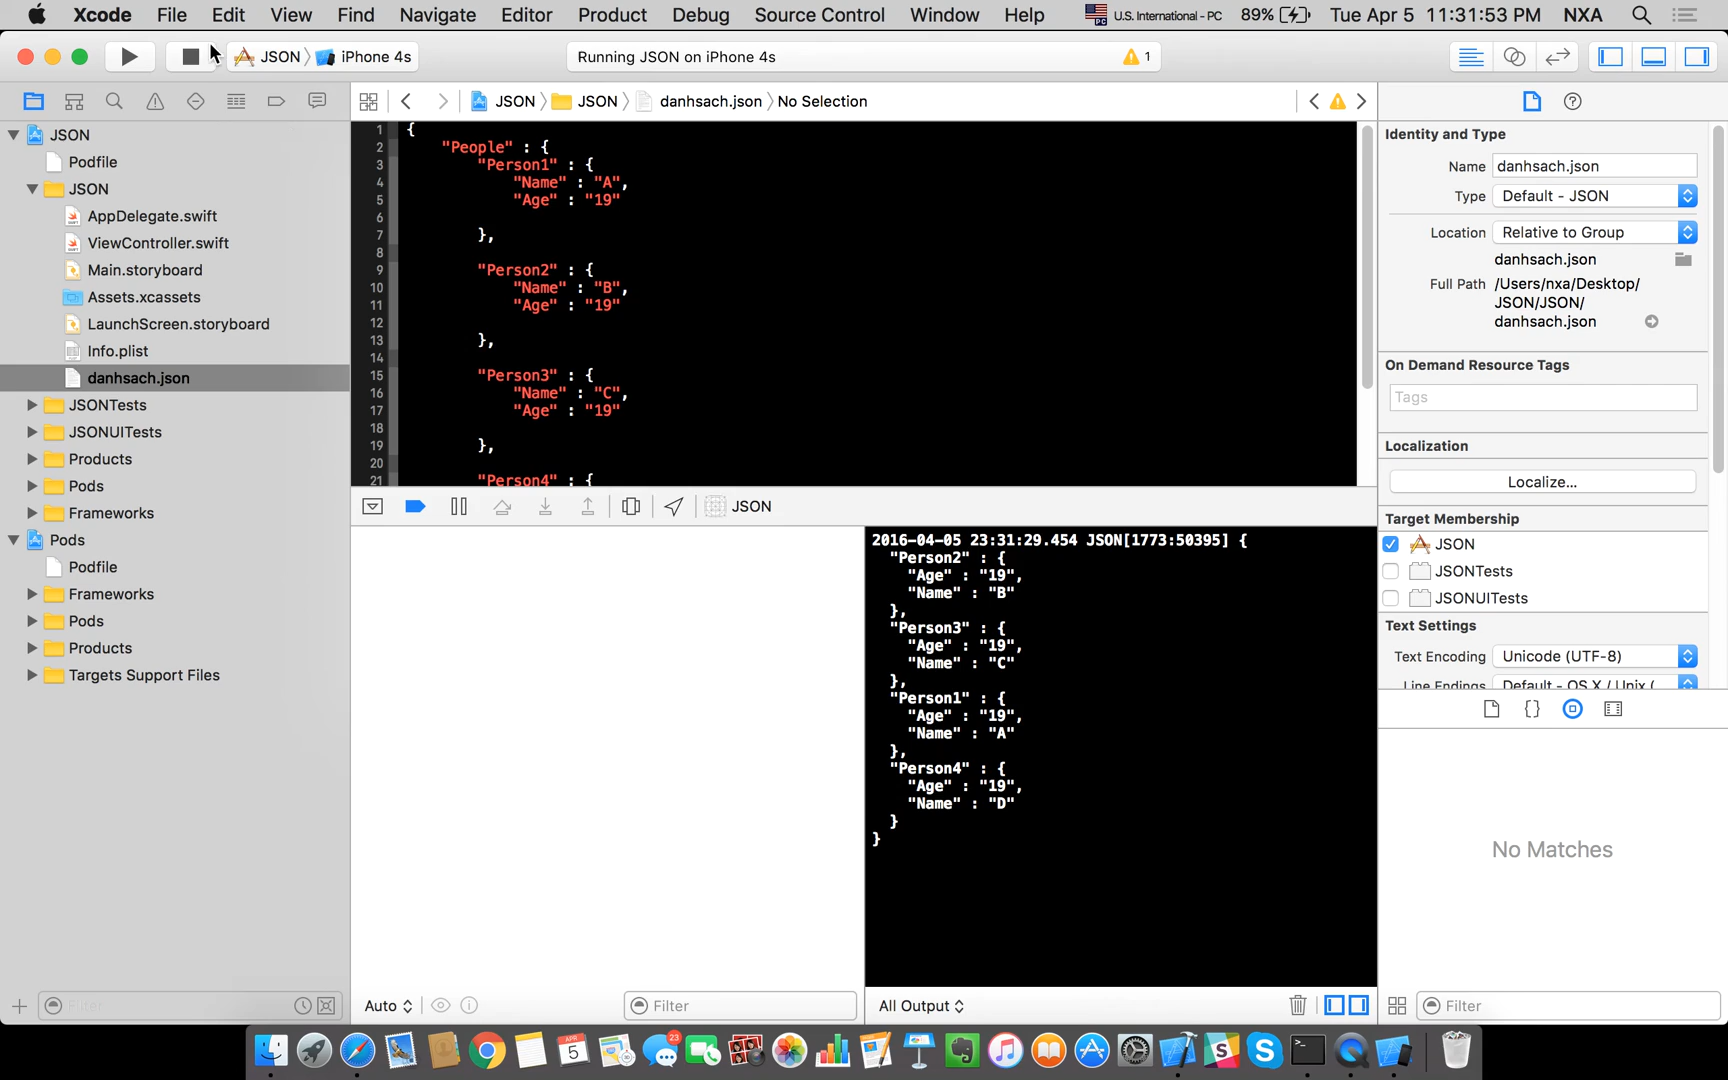 Xcode File Edit View Find Navigate Editor Product Debug Source Control Window Help U.S. International - PC 89% Tue Apr 5 11:31:53 PM NXA
JSON iPhone 4s Running JSON on iPhone 4s 1
JSON JSON danhsach.json No Selection
JSON
Podfile
JSON
AppDelegate.swift
ViewController.swift
Main.storyboard
Assets.xcassets
LaunchScreen.storyboard
Info.plist
danhsach.json
JSONTests
JSONUITests
Products
Pods
Frameworks
Pods
Podfile
Frameworks
Pods
Products
Targets Support Files
Filter
1 {
2 "People" : {
3 "Person1" : {
4 "Name" : "A",
5 "Age" : "19"
6
7 },
8
9 "Person2" : {
10 "Name" : "B",
11 "Age" : "19"
12
13 },
14
15 "Person3" : {
16 "Name" : "C",
17 "Age" : "19"
18
19 },
20
21 "Person4" : {
JSON
2016-04-05 23:31:29.454 JSON[1773:50395] {
"Person2" : {
"Age" : "19",
"Name" : "B"
},
"Person3" : {
"Age" : "19",
"Name" : "C"
},
"Person1" : {
"Age" : "19",
"Name" : "A"
},
"Person4" : {
"Age" : "19",
"Name" : "D"
}
}
Auto Filter
All Output
Identity and Type
Name danhsach.json
Type Default - JSON
Location Relative to Group
danhsach.json
Full Path /Users/nxa/Desktop/
JSON/JSON/
danhsach.json
On Demand Resource Tags
Tags
Localization
Localize...
Target Membership
JSON
JSONTests
JSONUITests
Text Settings
Text Encoding Unicode (UTF-8)
Line Endings Default - OS X / Unix (
No Matches
Filter
23
APR
5